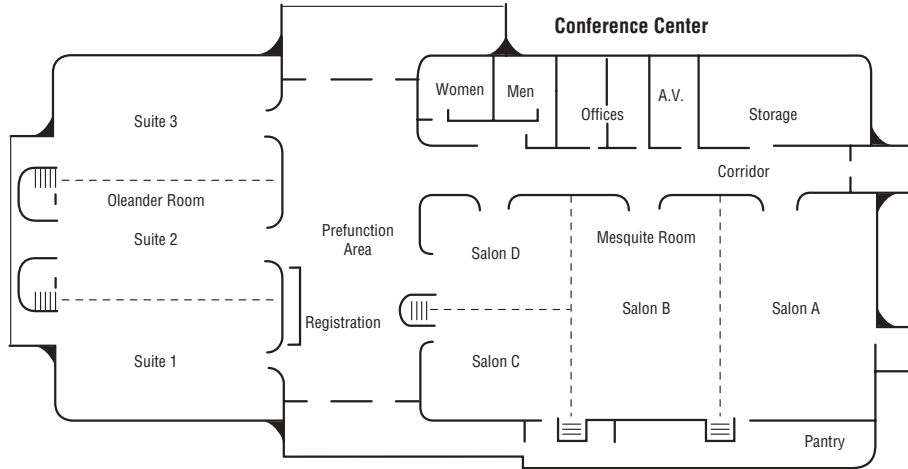 Conference Center
Women
Men
Offices
A.V.
Storage
Suite 3
Corridor
Oleander Room
Suite 2
Prefunction
Area
Mesquite Room
Salon D
Registration
Salon B
Salon A
Suite 1
Salon C
Pantry